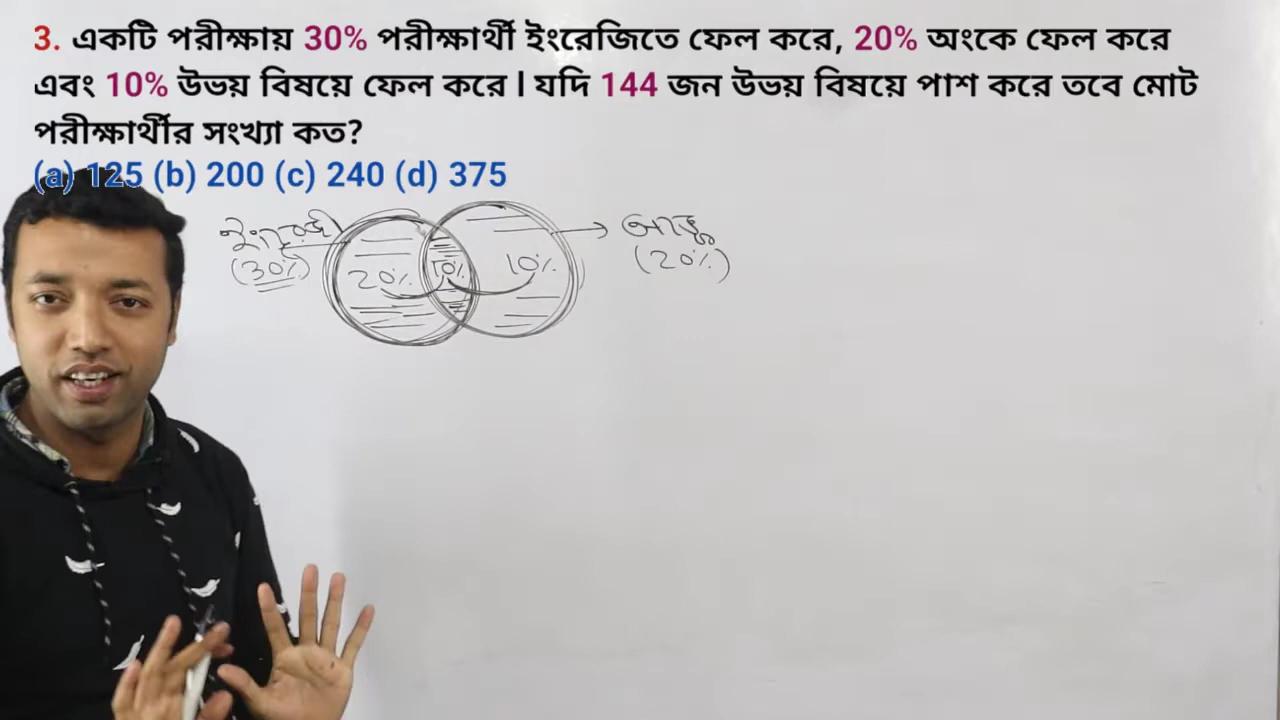 3. একটি পরীক্ষায় 30% পরীক্ষার্থী ইংরেজিতে ফেল করে, 20% অংকে ফেল করে
এবং 10% উভয় বিষয়ে ফেল করে। যদি 144 জন উভয় বিষয়ে পাশ করে তবে মোট
পরীক্ষার্থীর সংখ্যা কত?
(a) 125 (b) 200 (c) 240 (d) 375
(30%)
20% 10% 10%
(20%)